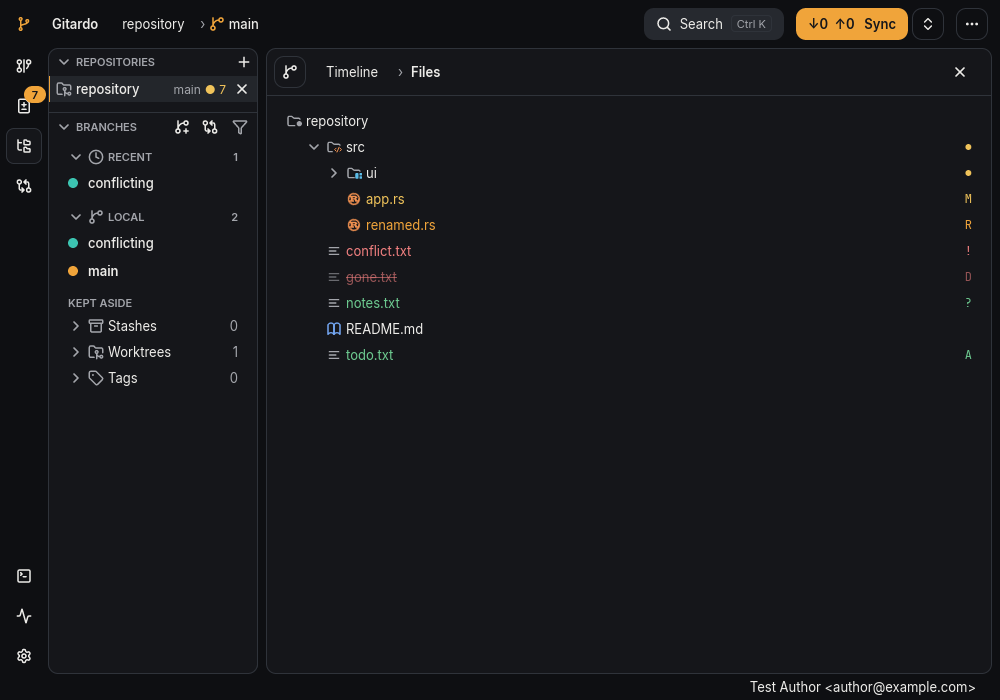 Gitardo
repository › main
Search Ctrl K
↓0 ↑0 Sync
REPOSITORIES
repository main 7
7
BRANCHES
RECENT 1
conflicting
LOCAL 2
conflicting
main
KEPT ASIDE
Stashes 0
Worktrees 1
Tags 0
Timeline › Files
repository
src
ui
app.rs M
renamed.rs R
conflict.txt !
gone.txt D
notes.txt ?
README.md
todo.txt A
Test Author <author@example.com>